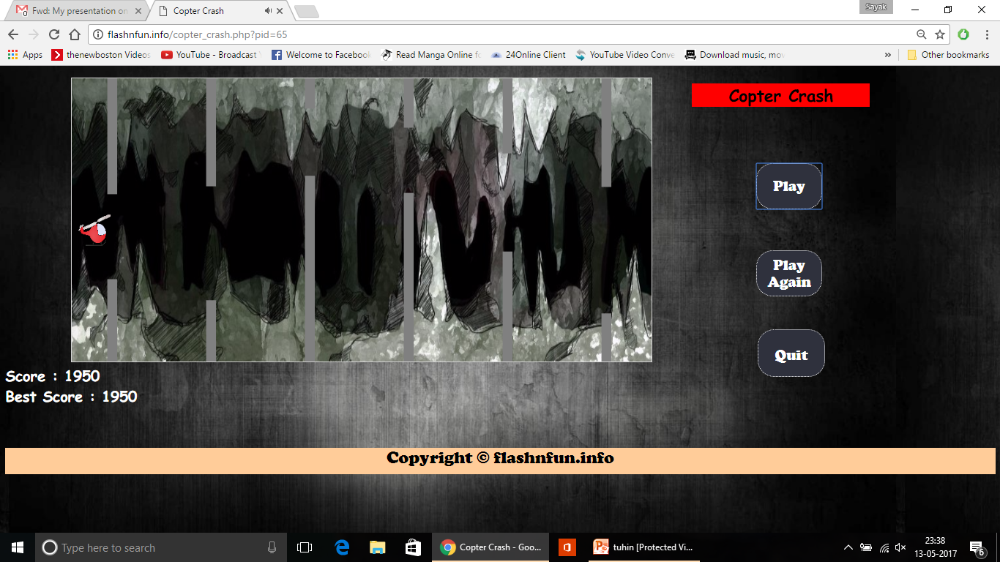 Fwd: My presentation on
Copter Crash
Sayak
flashnfun.info/copter_crash.php?pid=65
Apps
thenewboston Videos
YouTube - Broadcast
Welcome to Facebook
Read Manga Online fo
24Online Client
YouTube Video Conve
Download music, mov
»
Other bookmarks
Copter Crash
Play
Play
Again
Quit
Score : 1950
Best Score : 1950
Copyright © flashnfun.info
Type here to search
Copter Crash - Goo...
tuhin [Protected Vi...
23:38
13-05-2017
6